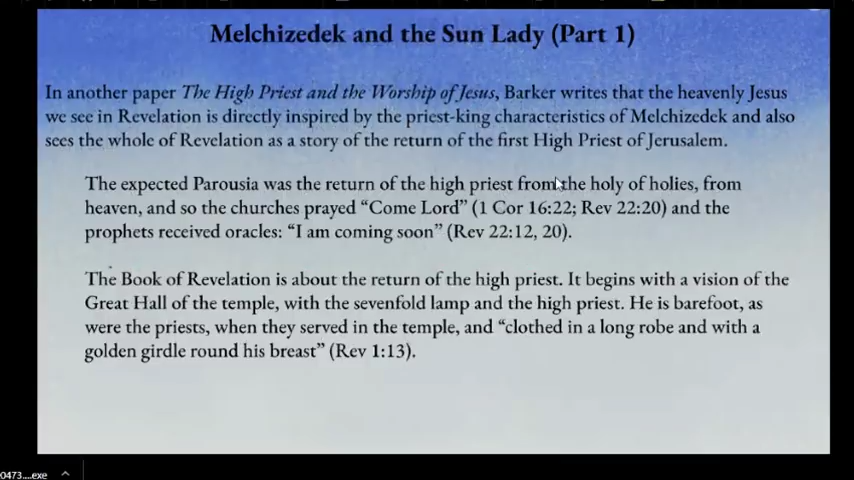 Melchizedek and the Sun Lady (Part 1)
In another paper The High Priest and the Worship of Jesus, Barker writes that the heavenly Jesus
we see in Revelation is directly inspired by the priest-king characteristics of Melchizedek and also
sees the whole of Revelation as a story of the return of the first High Priest of Jerusalem.
The expected Parousia was the return of the high priest from the holy of holies, from
heaven, and so the churches prayed “Come Lord” (1 Cor 16:22; Rev 22:20) and the
prophets received oracles: “I am coming soon” (Rev 22:12, 20).
The Book of Revelation is about the return of the high priest. It begins with a vision of the
Great Hall of the temple, with the sevenfold lamp and the high priest. He is barefoot, as
were the priests, when they served in the temple, and “clothed in a long robe and with a
golden girdle round his breast” (Rev 1:13).
0473....exe